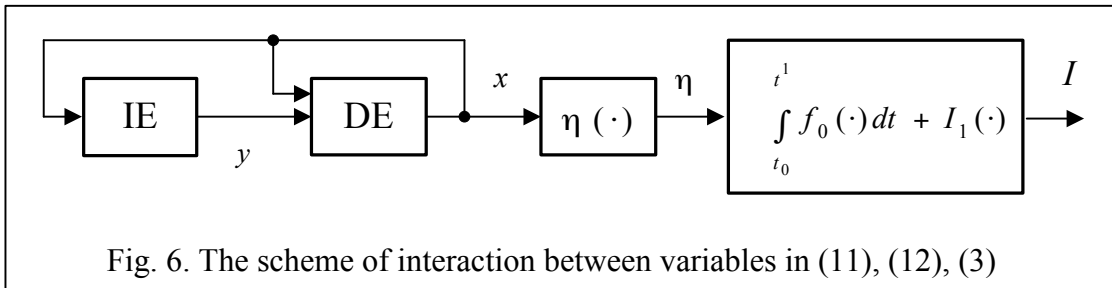 IE
y
DE
x
η (·)
η
t¹
∫ f₀ (·) dt + I₁ (·)
t₀
I
Fig. 6. The scheme of interaction between variables in (11), (12), (3)